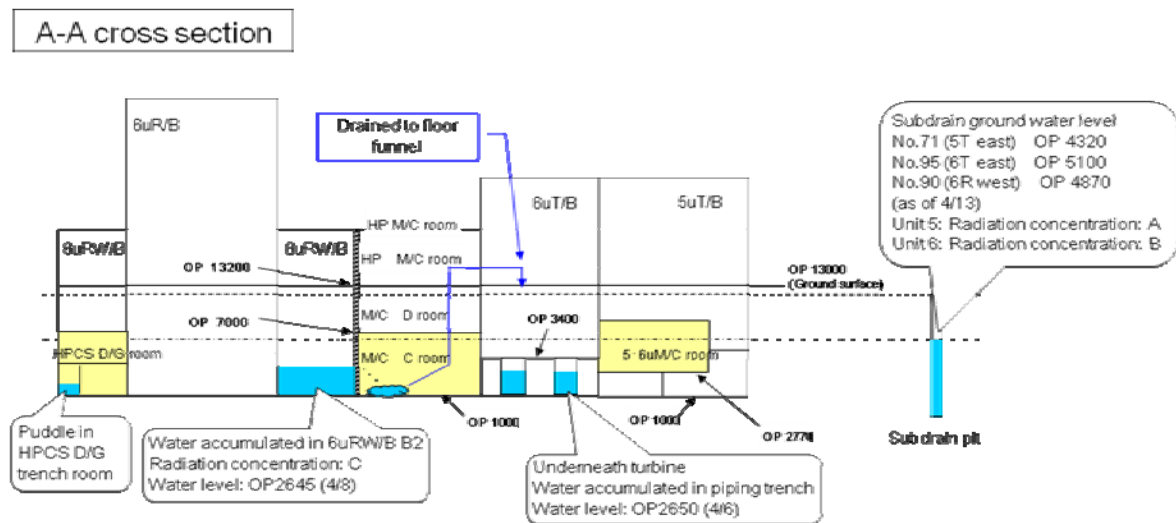 A-A cross section
6uR/B
Drained to floor
funnel
Subdrain ground water level
No.71 (5T east) OP 4320
No.95 (6T east) OP 5100
No.90 (6R west) OP 4870
(as of 4/13)
Unit 5: Radiation concentration: A
Unit 6: Radiation concentration: B
6uT/B
5uT/B
HP M/C room
6uRW/B
6uRW/B
HP M/C room
OP 13200
OP 13000
(Ground surface)
M/C D room
OP 7000
OP 3400
HPCS D/G room
M/C C room
5·6uM/C room
OP 1000
OP 1000
Subdrain pit
Puddle in
HPCS D/G
trench room
Water accumulated in 6uRW/B B2
Radiation concentration: C
Water level: OP2645 (4/8)
Underneath turbine
Water accumulated in piping trench
Water level: OP2650 (4/6)